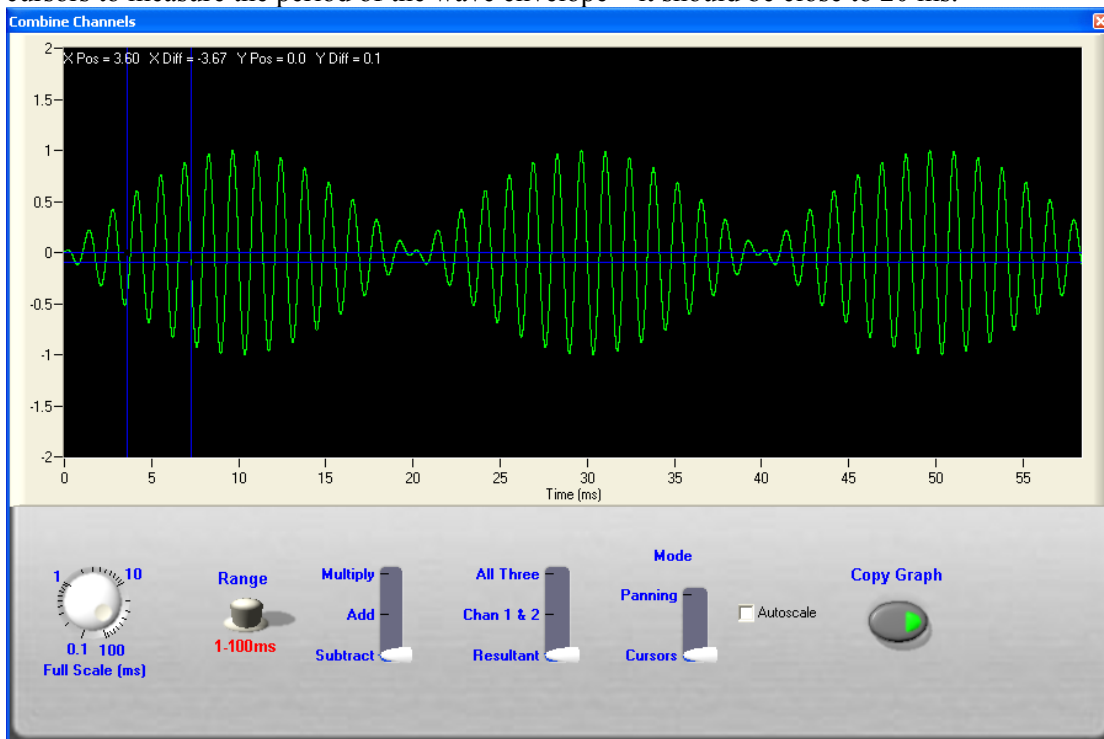 cursors to measure the period of the wave envelope – it should be close to 20 ms.
Combine Channels
X Pos = 3.60 X Diff = -3.67 Y Pos = 0.0 Y Diff = 0.1
2
1.5
1
0.5
0
-0.5
-1
-1.5
-2
0 5 10 15 20 25 30 35 40 45 50 55
Time (ms)
1 10
0.1 100
Full Scale (ms)
Range
1-100ms
Multiply
Add
Subtract
All Three
Chan 1 & 2
Resultant
Mode
Panning
Cursors
Autoscale
Copy Graph